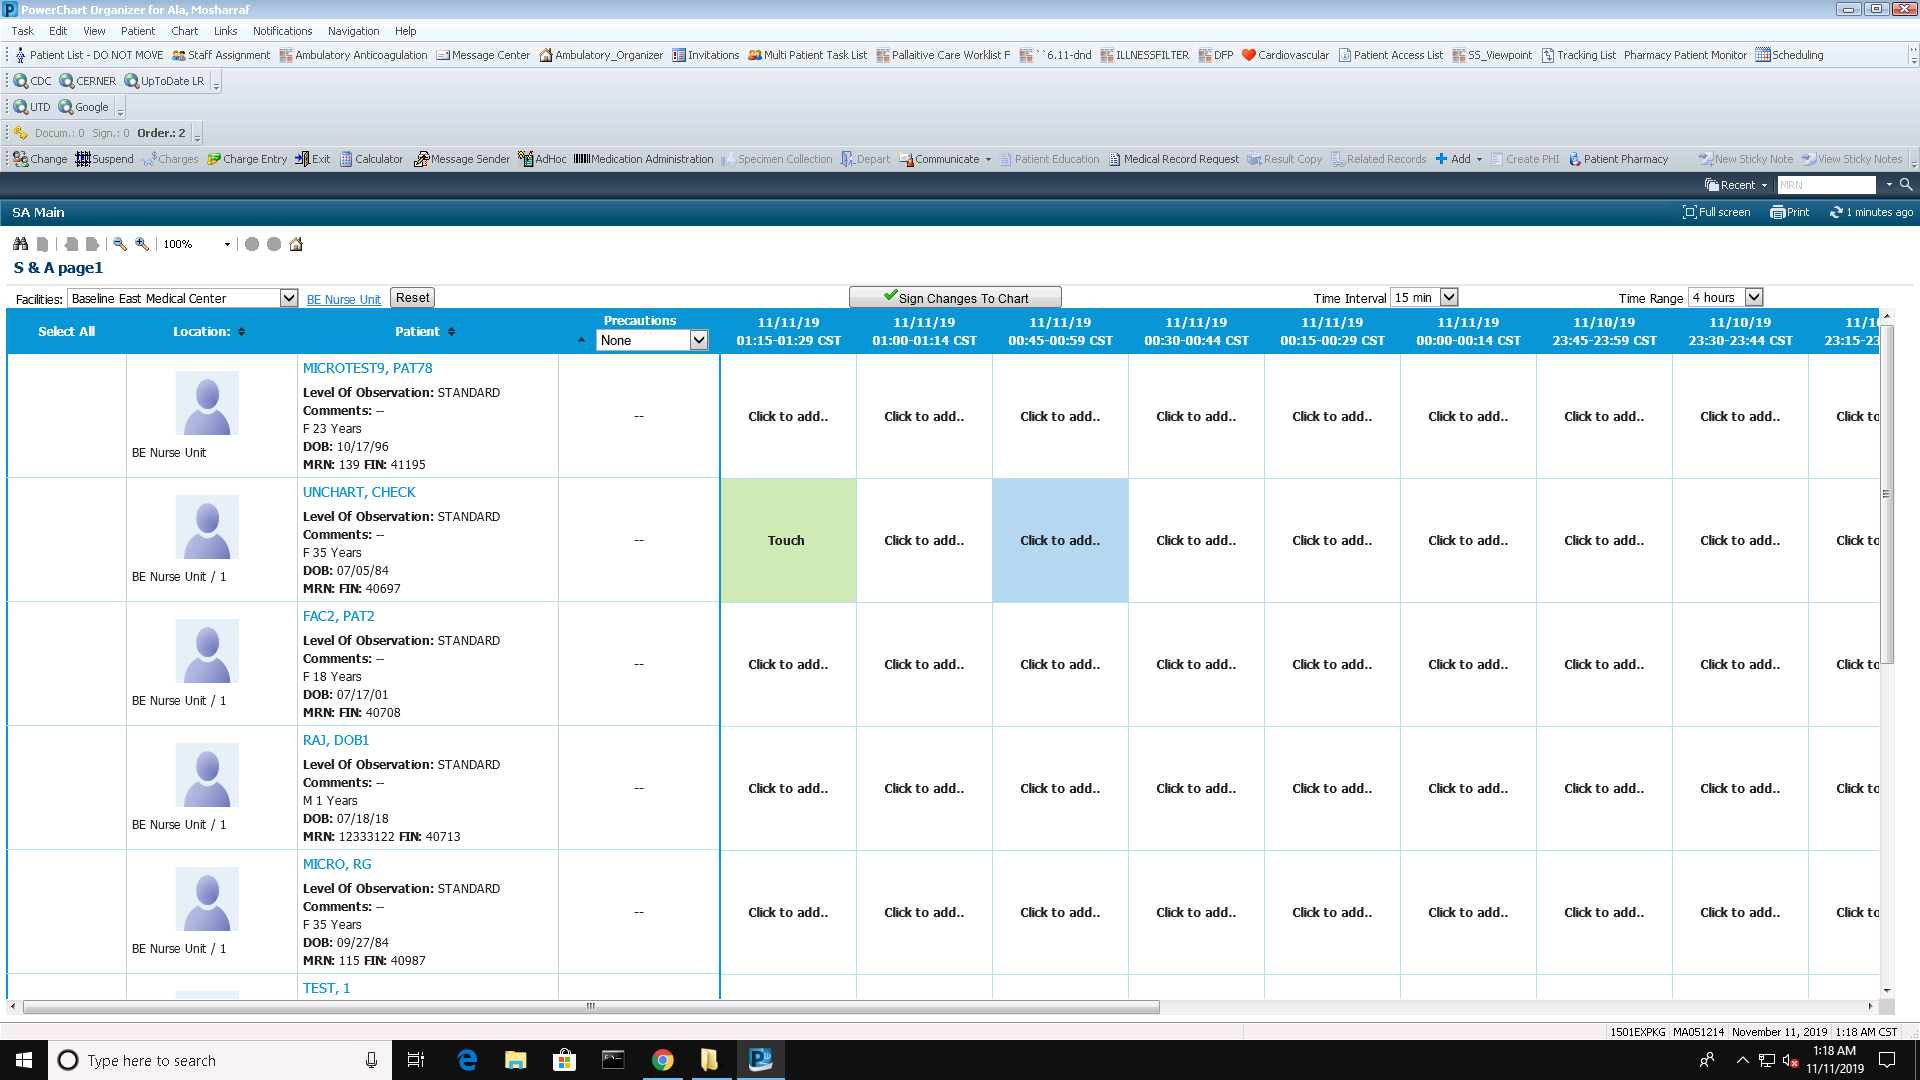 PowerChart Organizer for Ala, Mosharraf
Task Edit View Patient Chart Links Notifications Navigation Help
Patient List - DO NOT MOVE Staff Assignment Ambulatory Anticoagulation Message Center Ambulatory_Organizer Invitations Multi Patient Task List Pallaitive Care Worklist F ``6.11-dnd ILLNESSFILTER DFP Cardiovascular Patient Access List SS_Viewpoint Tracking List Pharmacy Patient Monitor Scheduling
CDC CERNER UpToDate LR
UTD Google
Docum.: 0 Sign.: 0 Order.: 2
Change Suspend Charges Charge Entry Exit Calculator Message Sender AdHoc Medication Administration Specimen Collection Depart Communicate Patient Education Medical Record Request Result Copy Related Records Add Create PHI Patient Pharmacy New Sticky Note View Sticky Notes
Recent MRN
SA Main Full screen Print 1 minutes ago
100%
S & A page1
Facilities: Baseline East Medical Center BE Nurse Unit Reset Sign Changes To Chart Time Interval 15 min Time Range 4 hours
Select All Location: Patient Precautions None
11/11/19 11/11/19 11/11/19 11/11/19 11/11/19 11/11/19 11/10/19 11/10/19 11/1
01:15-01:29 CST 01:00-01:14 CST 00:45-00:59 CST 00:30-00:44 CST 00:15-00:29 CST 00:00-00:14 CST 23:45-23:59 CST 23:30-23:44 CST 23:15-23
MICROTEST9, PAT78
Level Of Observation: STANDARD
Comments: --
F 23 Years
DOB: 10/17/96
MRN: 139 FIN: 41195
BE Nurse Unit
-- Click to add.. Click to add.. Click to add.. Click to add.. Click to add.. Click to add.. Click to add.. Click to add.. Click to
UNCHART, CHECK
Level Of Observation: STANDARD
Comments: --
F 35 Years
DOB: 07/05/84
MRN: FIN: 40697
BE Nurse Unit / 1
-- Touch Click to add.. Click to add.. Click to add.. Click to add.. Click to add.. Click to add.. Click to add.. Click to
FAC2, PAT2
Level Of Observation: STANDARD
Comments: --
F 18 Years
DOB: 07/17/01
MRN: FIN: 40708
BE Nurse Unit / 1
-- Click to add.. Click to add.. Click to add.. Click to add.. Click to add.. Click to add.. Click to add.. Click to add.. Click to
RAJ, DOB1
Level Of Observation: STANDARD
Comments: --
M 1 Years
DOB: 07/18/18
MRN: 12333122 FIN: 40713
BE Nurse Unit / 1
-- Click to add.. Click to add.. Click to add.. Click to add.. Click to add.. Click to add.. Click to add.. Click to add.. Click to
MICRO, RG
Level Of Observation: STANDARD
Comments: --
F 35 Years
DOB: 09/27/84
MRN: 115 FIN: 40987
BE Nurse Unit / 1
-- Click to add.. Click to add.. Click to add.. Click to add.. Click to add.. Click to add.. Click to add.. Click to add.. Click to
TEST, 1
1501EXPKG MA051214 November 11, 2019 1:18 AM CST
Type here to search
1:18 AM
11/11/2019